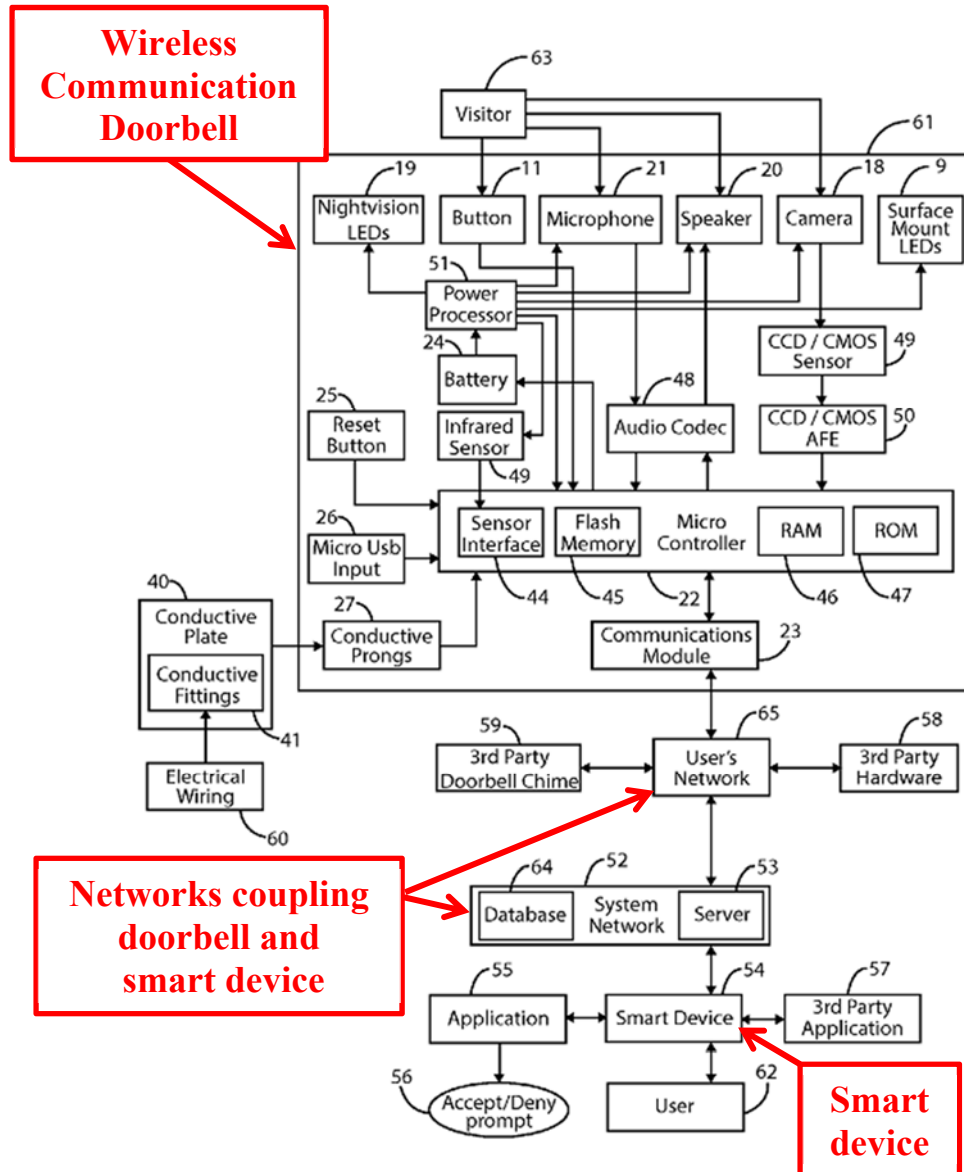 Wireless
Communication
Doorbell
63
Visitor
61
19
11
21
20
18
9
Nightvision
LEDs
Button
Microphone
Speaker
Camera
Surface
Mount
LEDs
51
Power
Processor
24
Battery
CCD / CMOS
Sensor
49
48
Audio Codec
25
Reset
Button
Infrared
Sensor
49
CCD / CMOS
AFE
50
26
Micro Usb
Input
Sensor
Interface
Flash
Memory
Micro
Controller
RAM
ROM
44
45
22
46
47
40
Conductive
Plate
Conductive
Fittings
41
27
Conductive
Prongs
Communications
Module
23
Electrical
Wiring
60
59
3rd Party
Doorbell Chime
65
User's
Network
58
3rd Party
Hardware
Networks coupling
doorbell and
smart device
64
52
53
Database
System
Network
Server
55
54
57
Application
Smart Device
3rd Party
Application
56
Accept/Deny
prompt
User
62
Smart
device